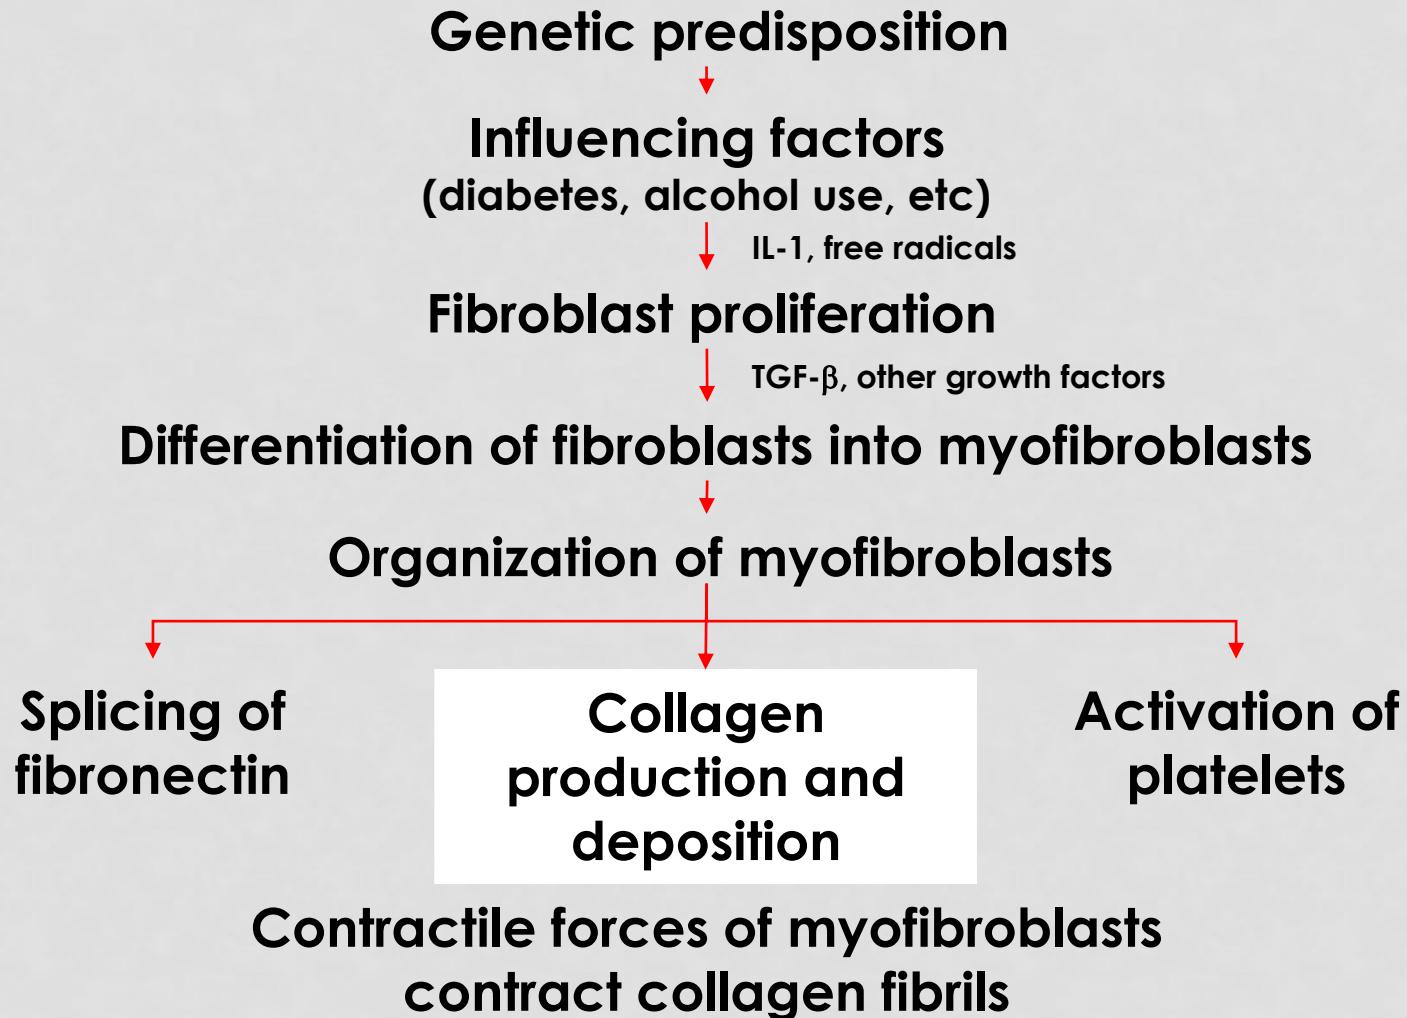 Genetic predisposition
Influencing factors
(diabetes, alcohol use, etc)
IL-1, free radicals
Fibroblast proliferation
TGF-β, other growth factors
Differentiation of fibroblasts into myofibroblasts
Organization of myofibroblasts
Splicing of
fibronectin
Collagen
production and
deposition
Activation of
platelets
Contractile forces of myofibroblasts
contract collagen fibrils